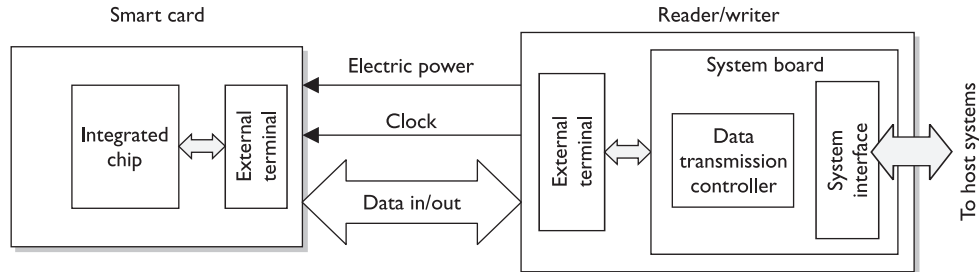 Smart card
Reader/writer
Electric power
System board
Integrated
chip
External
terminal
Clock
External
terminal
Data
transmission
controller
System
interface
To host systems
Data in/out